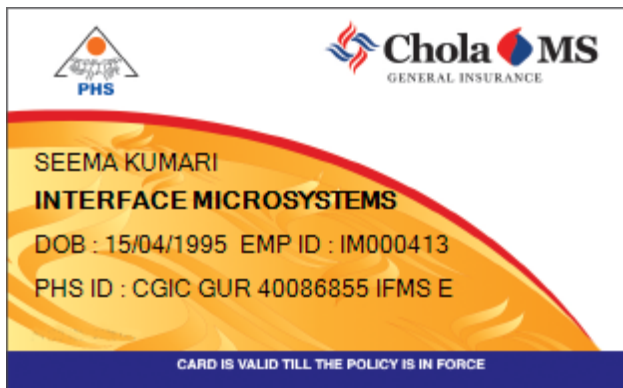 PHS
Chola MS
GENERAL INSURANCE
SEEMA KUMARI
INTERFACE MICROSYSTEMS
DOB : 15/04/1995 EMP ID : IM000413
PHS ID : CGIC GUR 40086855 IFMS E
CARD IS VALID TILL THE POLICY IS IN FORCE